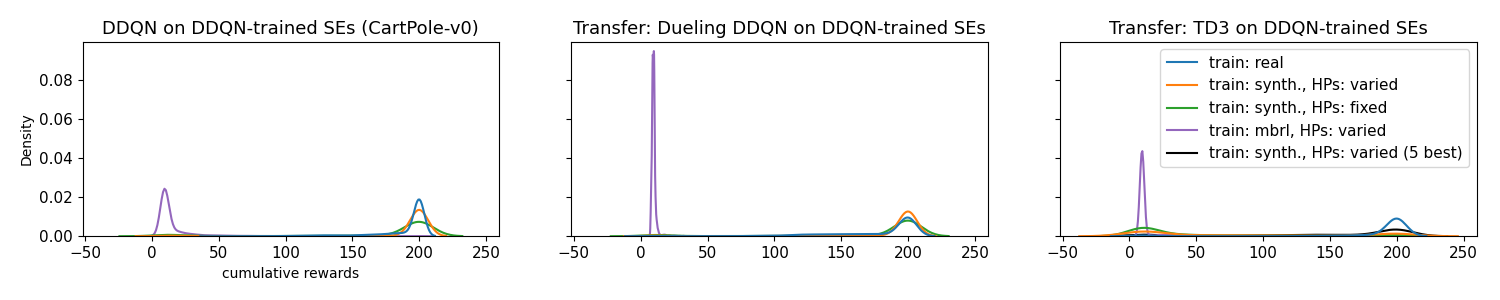 DDQN on DDQN-trained SEs (CartPole-v0)
Transfer: Dueling DDQN on DDQN-trained SEs
Transfer: TD3 on DDQN-trained SEs
Density
0.08
0.06
0.04
0.02
0.00
−50 0 50 100 150 200 250
cumulative rewards
−50 0 50 100 150 200 250
train: real
train: synth., HPs: varied
train: synth., HPs: fixed
train: mbrl, HPs: varied
train: synth., HPs: varied (5 best)
−50 0 50 100 150 200 250